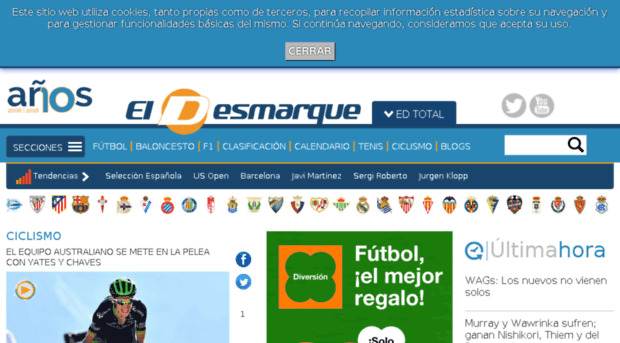 Este sitio web utiliza cookies, tanto propias como de terceros, para recopilar información estadística sobre su navegación y
para gestionar funcionalidades básicas del mismo. Si continúa navegando, consideramos que acepta su uso.
CERRAR
años
10
El Desmarque
ED TOTAL
You Tube
SECCIONES
FÚTBOL | BALONCESTO | F1 | CLASIFICACIÓN | CALENDARIO | TENIS | CICLISMO | BLOGS
Tendencias
Selección Española
US Open
Barcelona
Javi Martínez
Sergi Roberto
Jurgen Klopp
CICLISMO
EL EQUIPO AUSTRALIANO SE METE EN LA PELEA
CON YATES Y CHAVES
1
Diversión
Fútbol,
¡el mejor
regalo!
¡Solo
|Últimahora
WAGs: Los nuevos no vienen
solos
Murray y Wawrinka sufren;
ganan Nishikori, Thiem y del